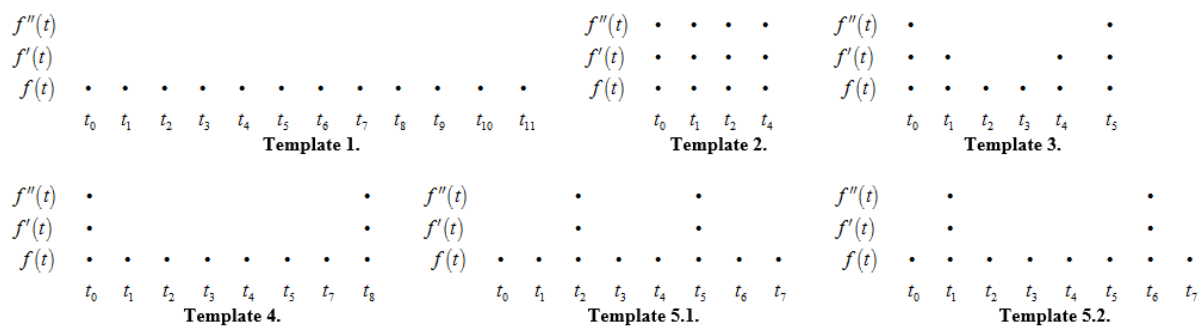 f″(t) f″(t) f″(t)
f′(t) f′(t) f′(t)
f(t) f(t) f(t)
t₀ t₁ t₂ t₃ t₄ t₅ t₆ t₇ t₈ t₉ t₁₀ t₁₁ t₀ t₁ t₂ t₄ t₀ t₁ t₂ t₃ t₄ t₅
Template 1. Template 2. Template 3.
f″(t) f″(t) f″(t)
f′(t) f′(t) f′(t)
f(t) f(t) f(t)
t₀ t₁ t₂ t₃ t₄ t₅ t₇ t₈ t₀ t₁ t₂ t₃ t₄ t₅ t₆ t₇ t₀ t₁ t₂ t₃ t₄ t₅ t₆ t₇
Template 4. Template 5.1. Template 5.2.